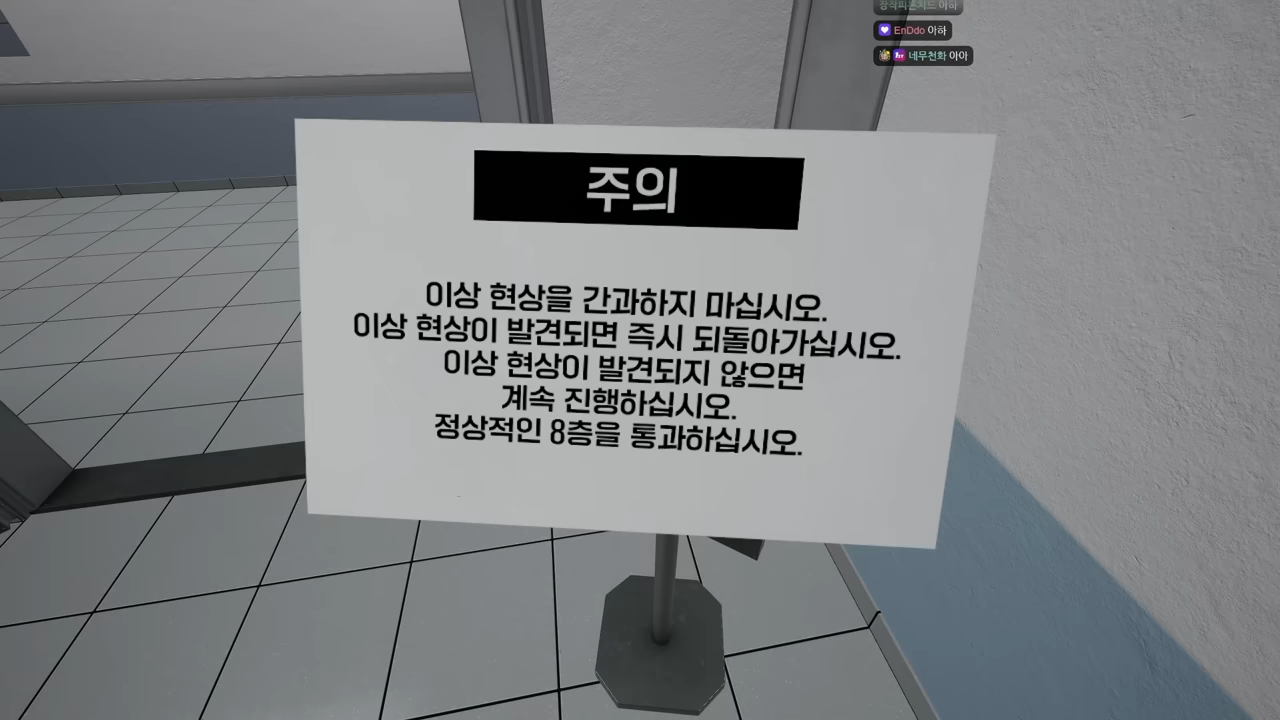 EnDdo 아하
네무천화 아아
주의
이상 현상을 간과하지 마십시오.
이상 현상이 발견되면 즉시 되돌아가십시오.
이상 현상이 발견되지 않으면
계속 진행하십시오.
정상적인 8층을 통과하십시오.